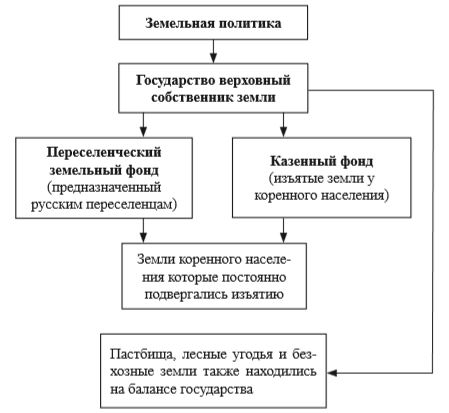 Земельная политика
Государство верховный
собственник земли
Переселенческий
земельный фонд
(предназначенный
русским переселенцам)
Казенный фонд
(изъятые земли у
коренного населения)
Земли коренного населе-
ния которые постоянно
подвергались изъятию
Пастбища, лесные угодья и бес-
хозные земли также находились
на балансе государства